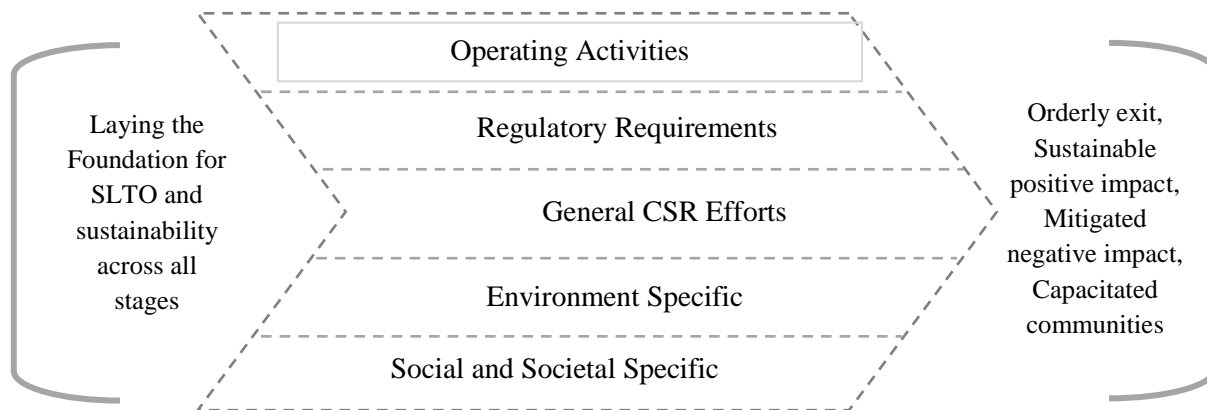 Laying the
Foundation for
SLTO and
sustainability
across all
stages
Operating Activities
Regulatory Requirements
General CSR Efforts
Environment Specific
Social and Societal Specific
Orderly exit,
Sustainable
positive impact,
Mitigated
negative impact,
Capacitated
communities